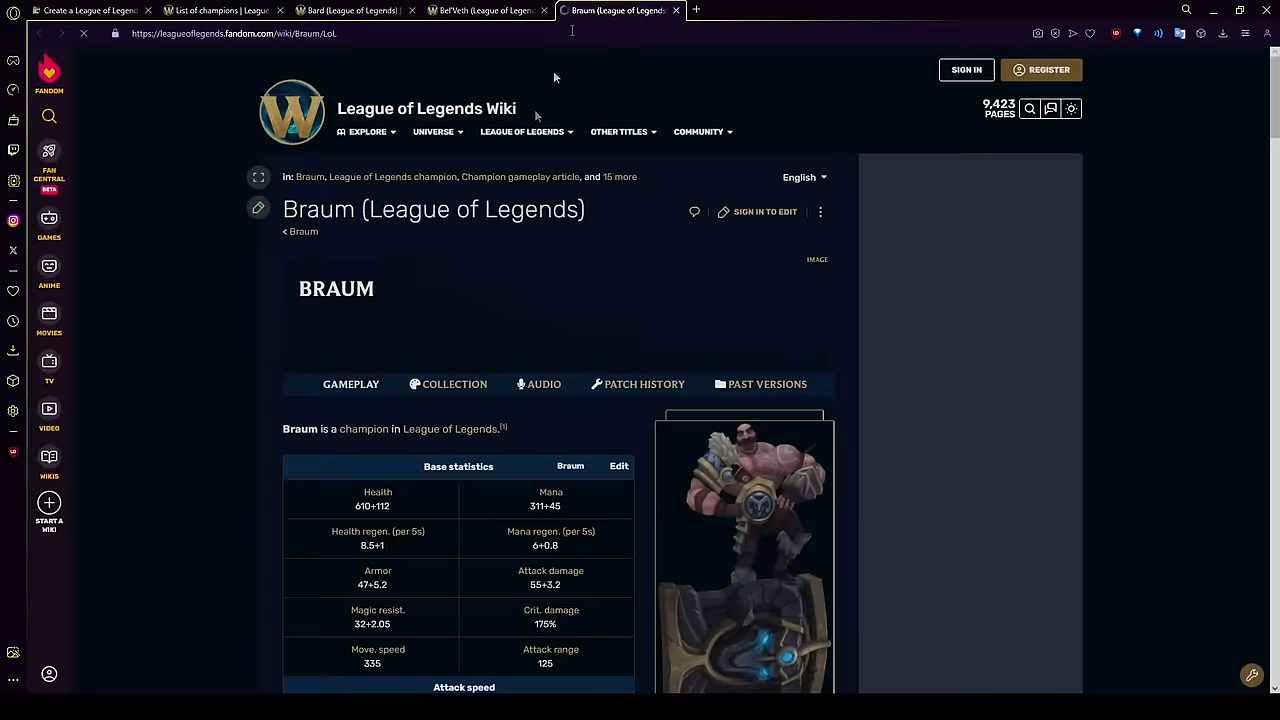 Create a League of Legends
List of champions | League
Bard (League of Legends) |
Bel'Veth (League of Legend
Braum (League of Legends
https://leagueoflegends.fandom.com/wiki/Braum/LoL
FANDOM
FAN
CENTRAL
BETA
GAMES
ANIME
MOVIES
TV
VIDEO
WIKIS
START A
WIKI
SIGN IN
REGISTER
W
League of Legends Wiki
9,423
PAGES
EXPLORE
UNIVERSE
LEAGUE OF LEGENDS
OTHER TITLES
COMMUNITY
in: Braum, League of Legends champion, Champion gameplay article, and 15 more
English
Braum (League of Legends)
SIGN IN TO EDIT
< Braum
IMAGE
BRAUM
GAMEPLAY
COLLECTION
AUDIO
PATCH HISTORY
PAST VERSIONS
Braum is a champion in League of Legends.[1]
Base statistics
Braum
Edit
Health
610+112
Mana
311+45
Health regen. (per 5s)
8.5+1
Mana regen. (per 5s)
6+0.8
Armor
47+5.2
Attack damage
55+3.2
Magic resist.
32+2.05
Crit. damage
175%
Move. speed
335
Attack range
125
Attack speed